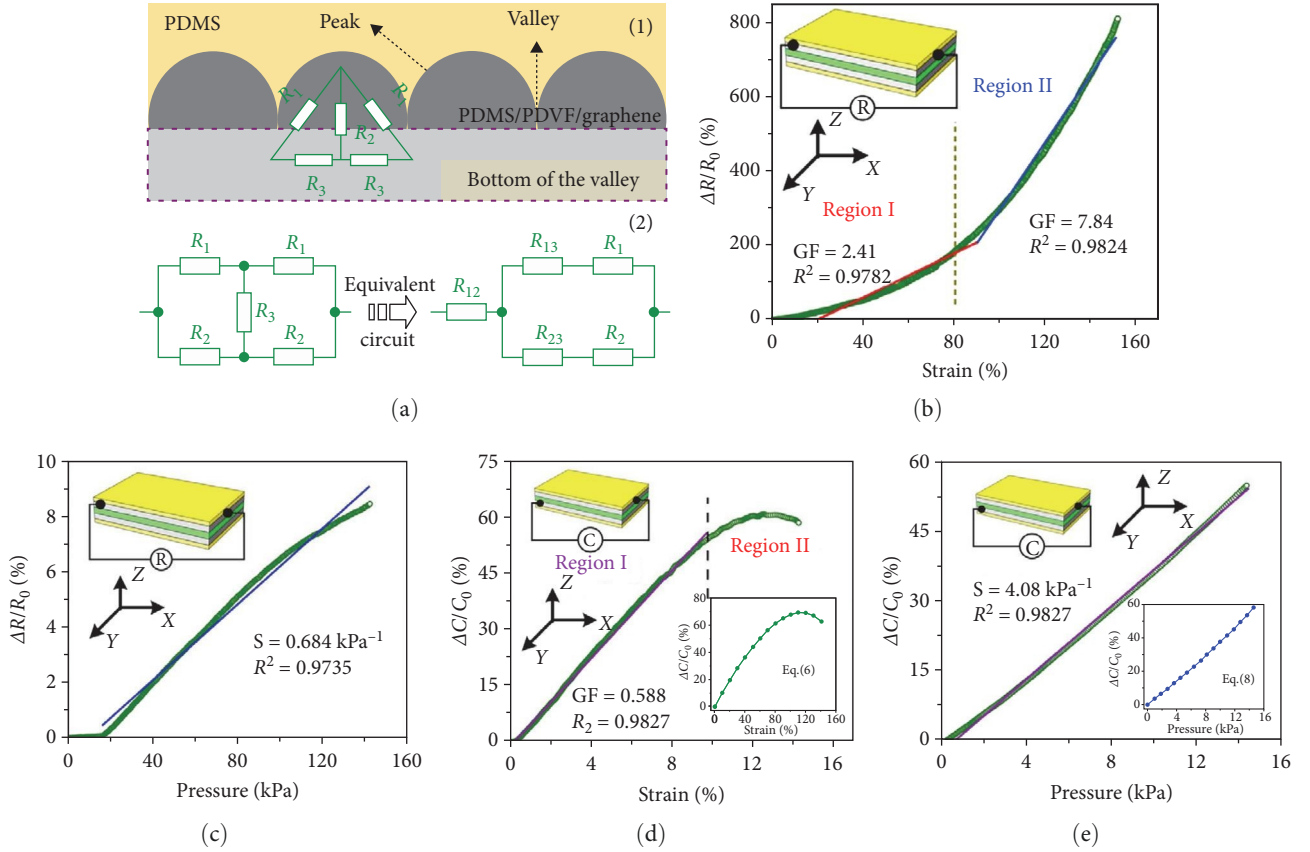 PDMS
Peak
Valley
(1)
R1
R1
R2
PDMS/PDVF/graphene
R3
R3
Bottom of the valley
(2)
R1
R1
R3
R2
R2
Equivalent
circuit
R12
R13
R1
R23
R2
(a)
ΔR/R0 (%)
800
600
400
200
0
0
40
80
120
160
Strain (%)
R
Z
X
Y
Region I
Region II
GF = 2.41
R² = 0.9782
GF = 7.84
R² = 0.9824
(b)
ΔR/R0 (%)
10
8
6
4
2
0
0
40
80
120
160
Pressure (kPa)
R
Z
X
Y
S = 0.684 kPa⁻¹
R² = 0.9735
(c)
ΔC/C0 (%)
75
60
45
30
15
0
0
4
8
12
16
Strain (%)
C
Region I
Region II
Z
X
Y
GF = 0.588
R2 = 0.9827
ΔC/C0 (%)
80
60
40
20
0
0
40
80
120
160
Strain (%)
Eq.(6)
(d)
ΔC/C0 (%)
60
45
30
15
0
0
4
8
12
16
Pressure (kPa)
C
Z
X
Y
S = 4.08 kPa⁻¹
R² = 0.9827
ΔC/C0 (%)
60
40
20
0
0
4
8
12
16
Pressure (kPa)
Eq.(8)
(e)